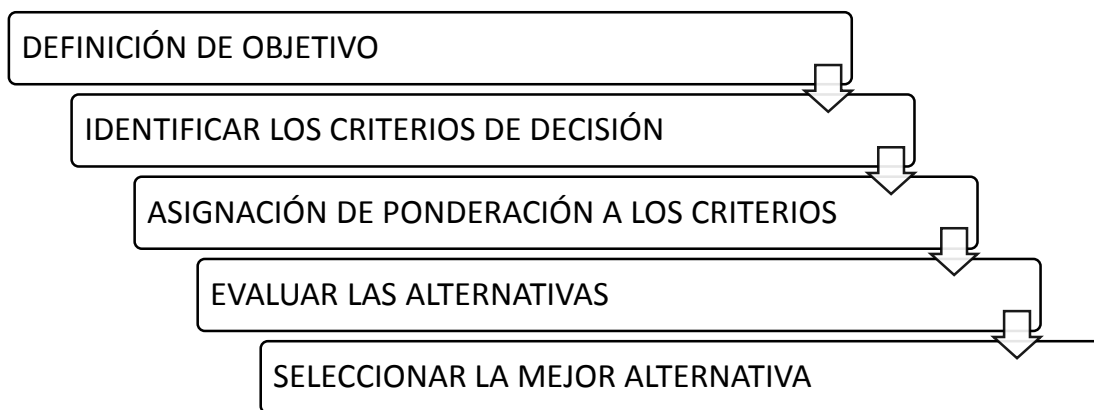 DEFINICIÓN DE OBJETIVO
IDENTIFICAR LOS CRITERIOS DE DECISIÓN
ASIGNACIÓN DE PONDERACIÓN A LOS CRITERIOS
EVALUAR LAS ALTERNATIVAS
SELECCIONAR LA MEJOR ALTERNATIVA